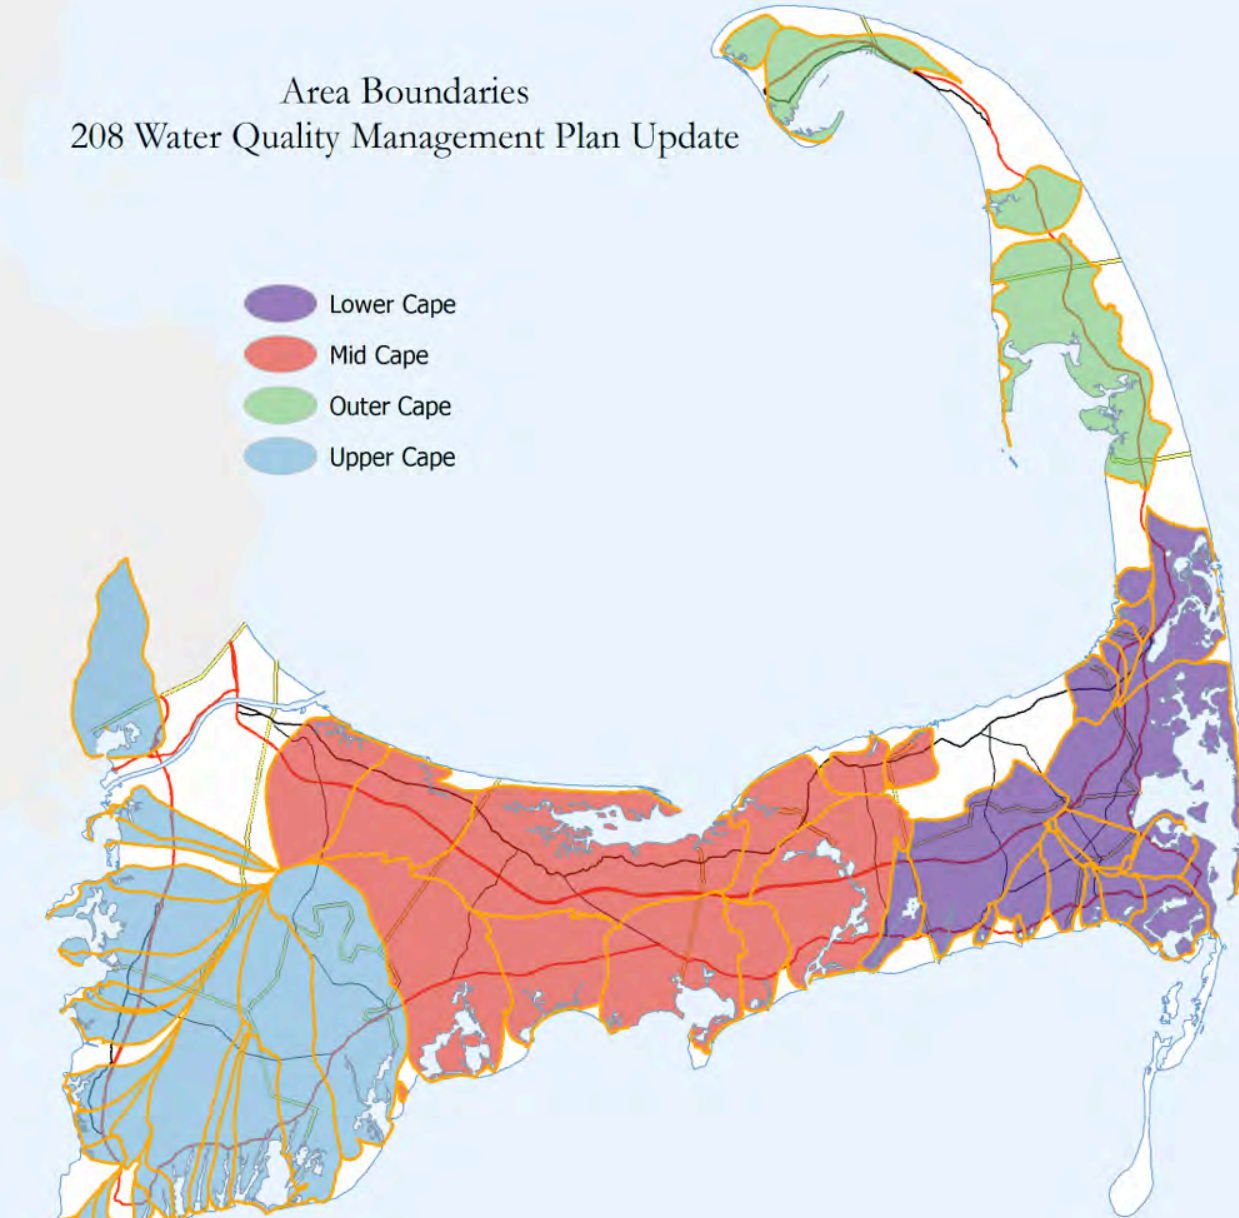 Area Boundaries
208 Water Quality Management Plan Update
Lower Cape
Mid Cape
Outer Cape
Upper Cape